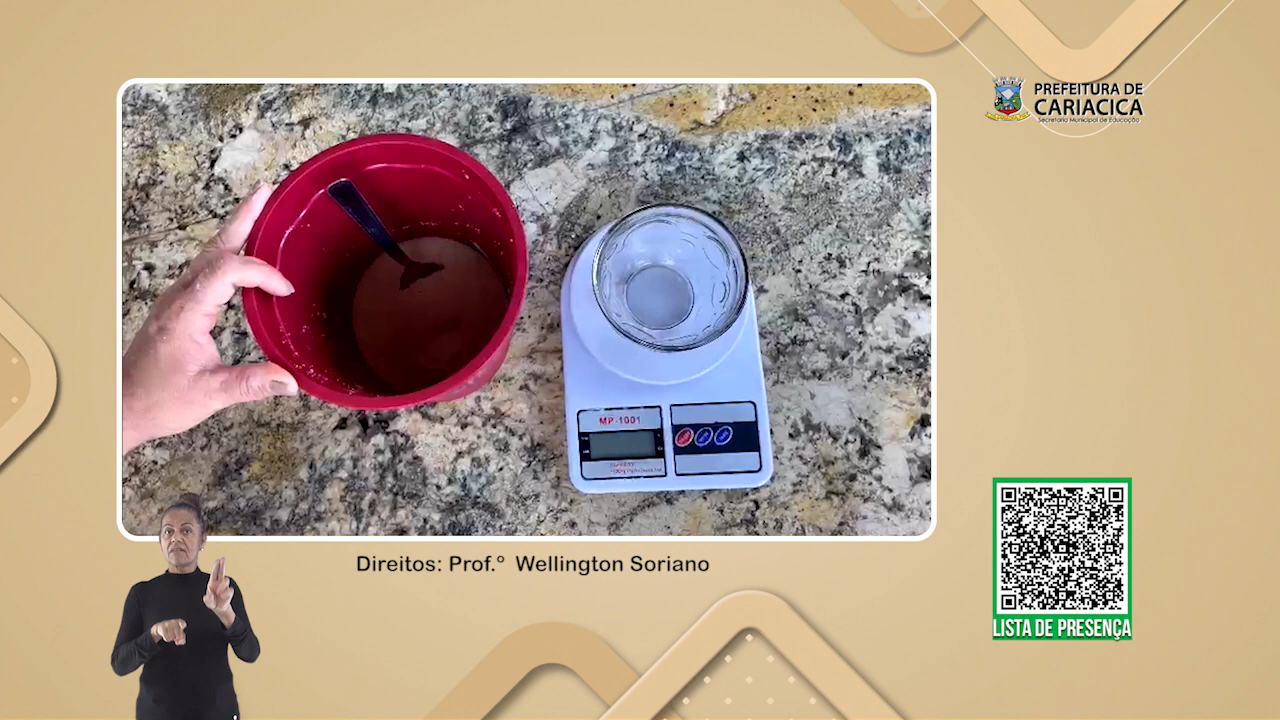 PREFEITURA DE
CARIACICA
Secretaria Municipal de Educação
MP-1001
Direitos: Prof.º Wellington Soriano
LISTA DE PRESENÇA